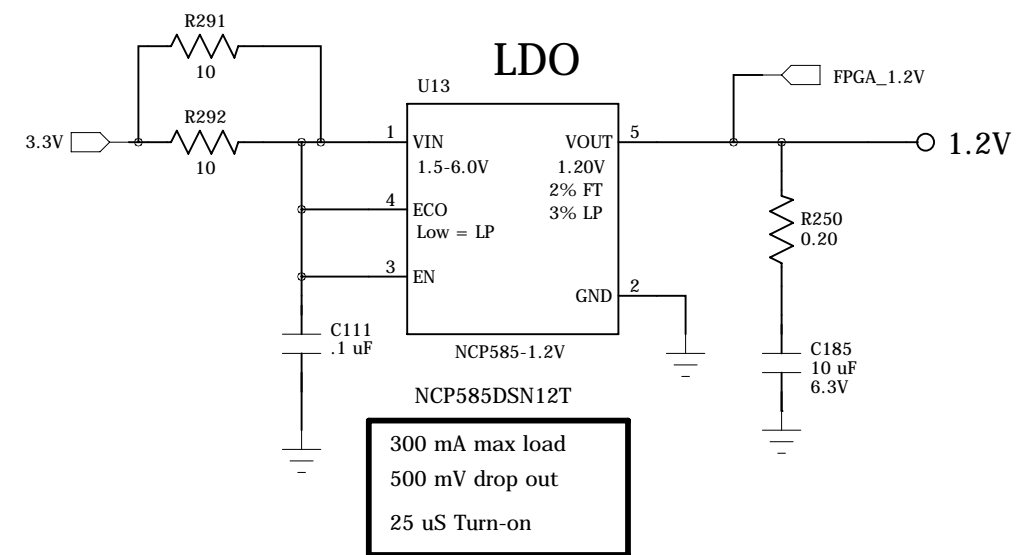 R291
10
LDO
U13
FPGA_1.2V
R292
3.3V
10
1
VIN
1.5-6.0V
VOUT
5
1.20V
2% FT
3% LP
1.2V
4
ECO
Low = LP
R250
0.20
3
EN
GND
2
C111
.1 uF
NCP585-1.2V
C185
10 uF
6.3V
NCP585DSN12T
300 mA max load
500 mV drop out
25 uS Turn-on